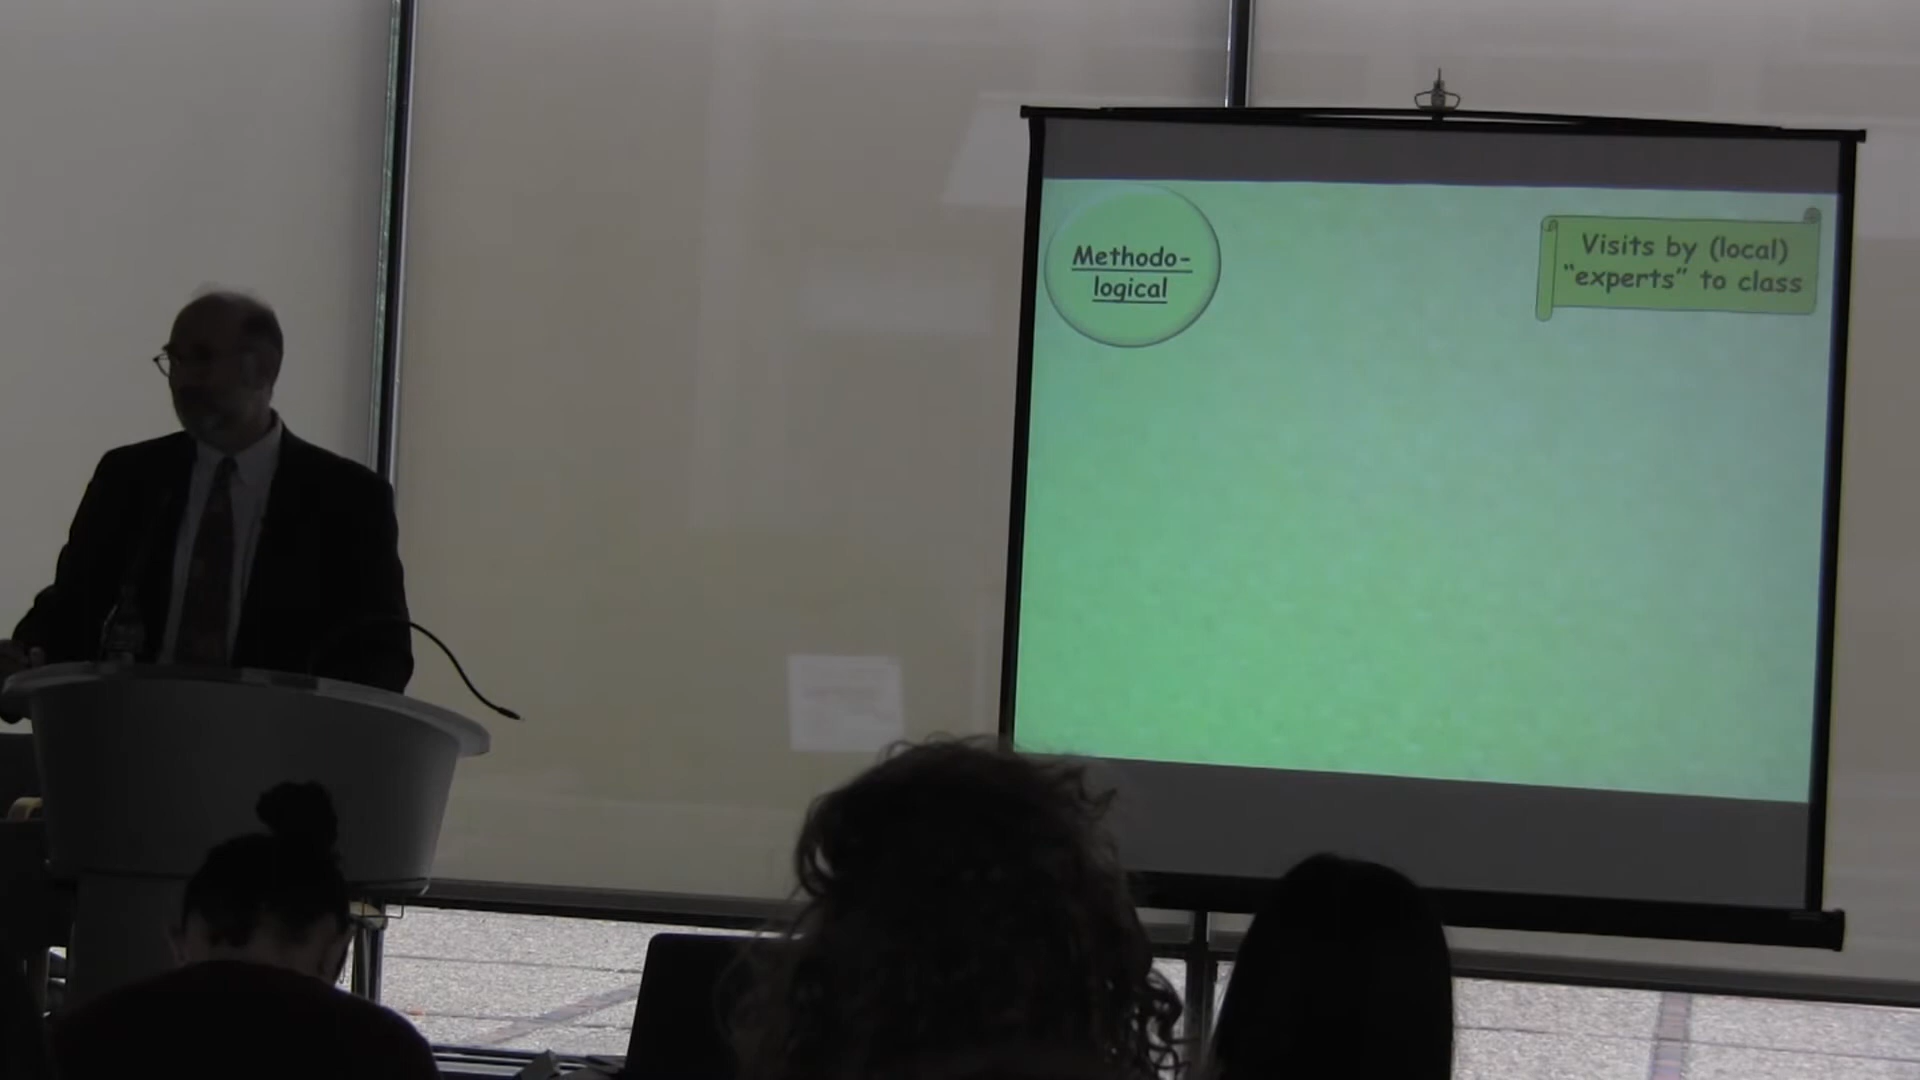 Methodo-
logical
Visits by (local)
“experts” to class